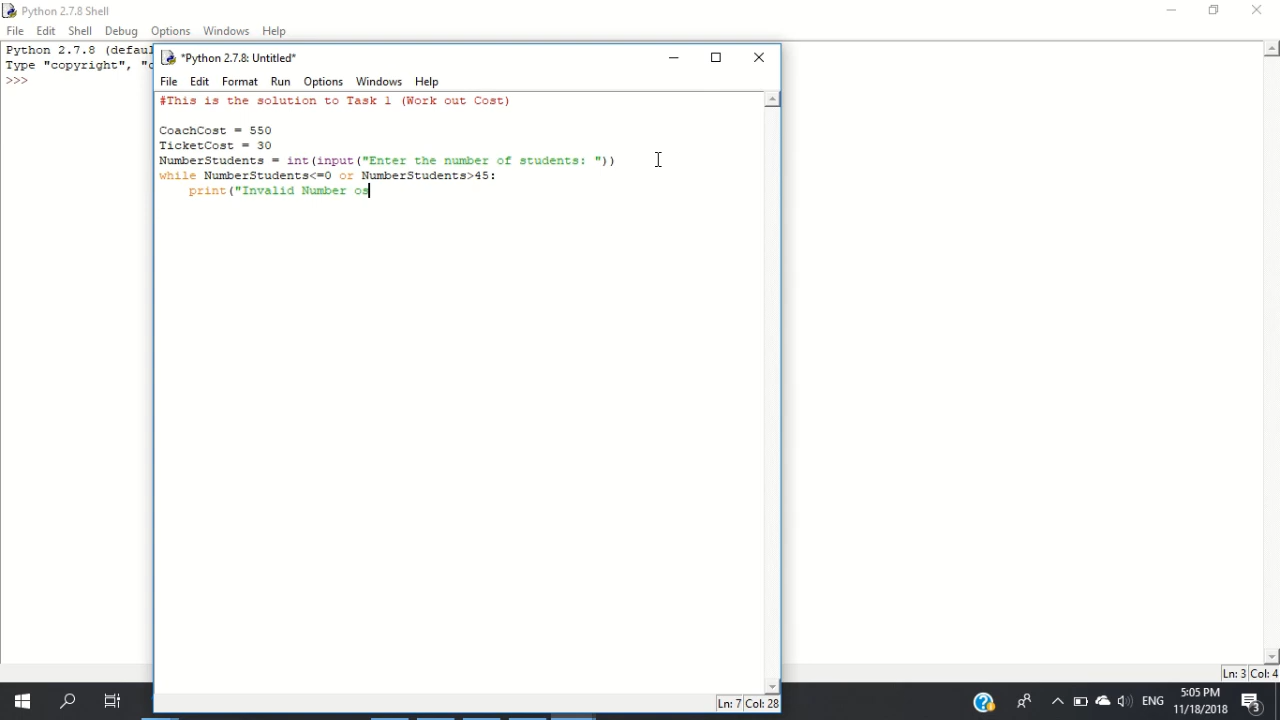 Python 2.7.8 Shell
File Edit Shell Debug Options Windows Help
Python 2.7.8 (defau
Type "copyright", "c
>>>
*Python 2.7.8: Untitled*
File Edit Format Run Options Windows Help
#This is the solution to Task 1 (Work out Cost)
CoachCost = 550
TicketCost = 30
NumberStudents = int(input("Enter the number of students: "))
while NumberStudents<=0 or NumberStudents>45:
    print("Invalid Number os
Ln: 7 Col: 28
Ln: 3 Col: 4
ENG
5:05 PM
11/18/2018
3